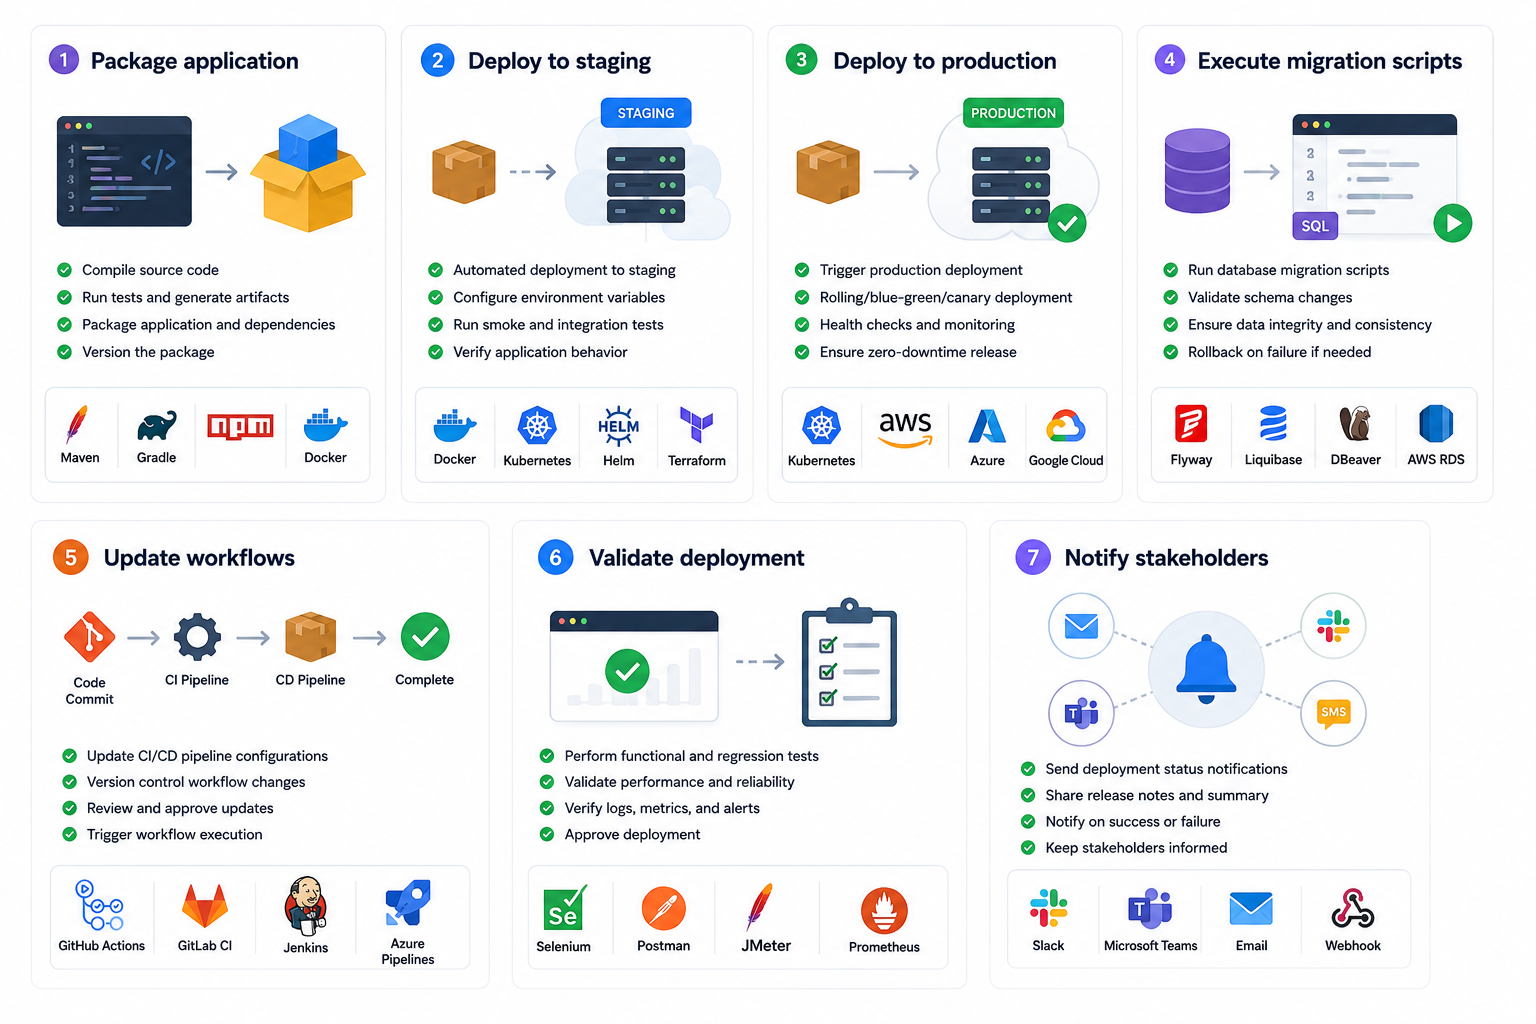 1 Package application
Compile source code
Run tests and generate artifacts
Package application and dependencies
Version the package
Maven
Gradle
npm
Docker
2 Deploy to staging
STAGING
Automated deployment to staging
Configure environment variables
Run smoke and integration tests
Verify application behavior
Docker
Kubernetes
HELM
Helm
Terraform
3 Deploy to production
PRODUCTION
Trigger production deployment
Rolling/blue-green/canary deployment
Health checks and monitoring
Ensure zero-downtime release
Kubernetes
aws
Azure
Google Cloud
4 Execute migration scripts
SQL
Run database migration scripts
Validate schema changes
Ensure data integrity and consistency
Rollback on failure if needed
Flyway
Liquibase
DBeaver
AWS RDS
5 Update workflows
Code
Commit
CI Pipeline
CD Pipeline
Complete
Update CI/CD pipeline configurations
Version control workflow changes
Review and approve updates
Trigger workflow execution
GitHub Actions
GitLab CI
Jenkins
Azure
Pipelines
6 Validate deployment
Perform functional and regression tests
Validate performance and reliability
Verify logs, metrics, and alerts
Approve deployment
Se
Selenium
Postman
JMeter
Prometheus
7 Notify stakeholders
T
SMS
Send deployment status notifications
Share release notes and summary
Notify on success or failure
Keep stakeholders informed
Slack
T
Microsoft Teams
Email
Webhook